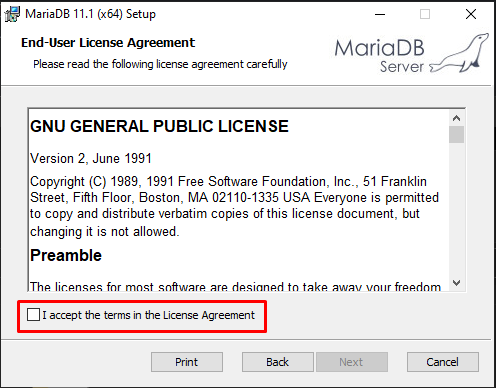 MariaDB 11.1 (x64) Setup
End-User License Agreement
Please read the following license agreement carefully
MariaDB
Server
GNU GENERAL PUBLIC LICENSE
Version 2, June 1991
Copyright (C) 1989, 1991 Free Software Foundation, Inc., 51 Franklin
Street, Fifth Floor, Boston, MA 02110-1335 USA Everyone is permitted
to copy and distribute verbatim copies of this license document, but
changing it is not allowed.
Preamble
The licenses for most software are designed to take away your freedom
I accept the terms in the License Agreement
Print
Back
Next
Cancel